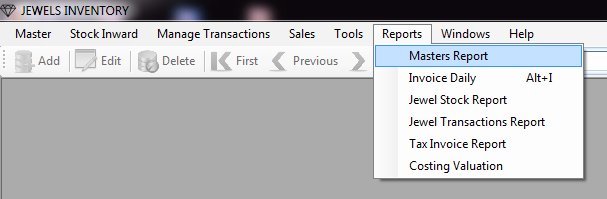 JEWELS INVENTORY
Master Stock Inward Manage Transactions Sales Tools Reports Windows Help
Add Edit Delete First Previous
Masters Report
Invoice Daily Alt+I
Jewel Stock Report
Jewel Transactions Report
Tax Invoice Report
Costing Valuation